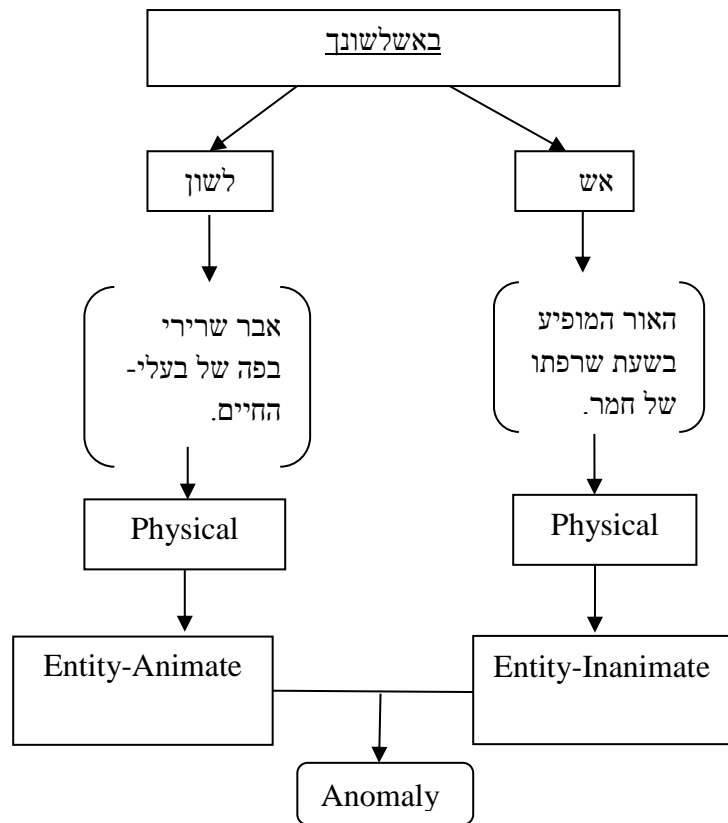 באשלשונך
אש
לשון
האור המופיע
בשעת שרפתו
של חמר.
אבר שרירי
בפה של בעלי-
החיים.
Physical
Physical
Entity-Animate
Entity-Inanimate
Anomaly